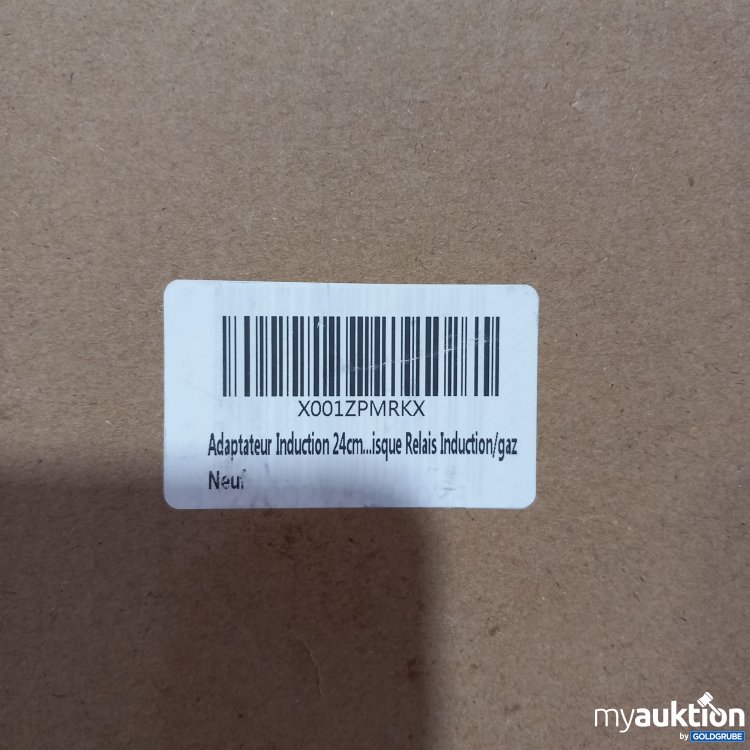 X001ZPMRKX
Adaptateur Induction 24cm...isque Relais Induction/gaz
Neuf
myauktion
by GOLDGRUBE